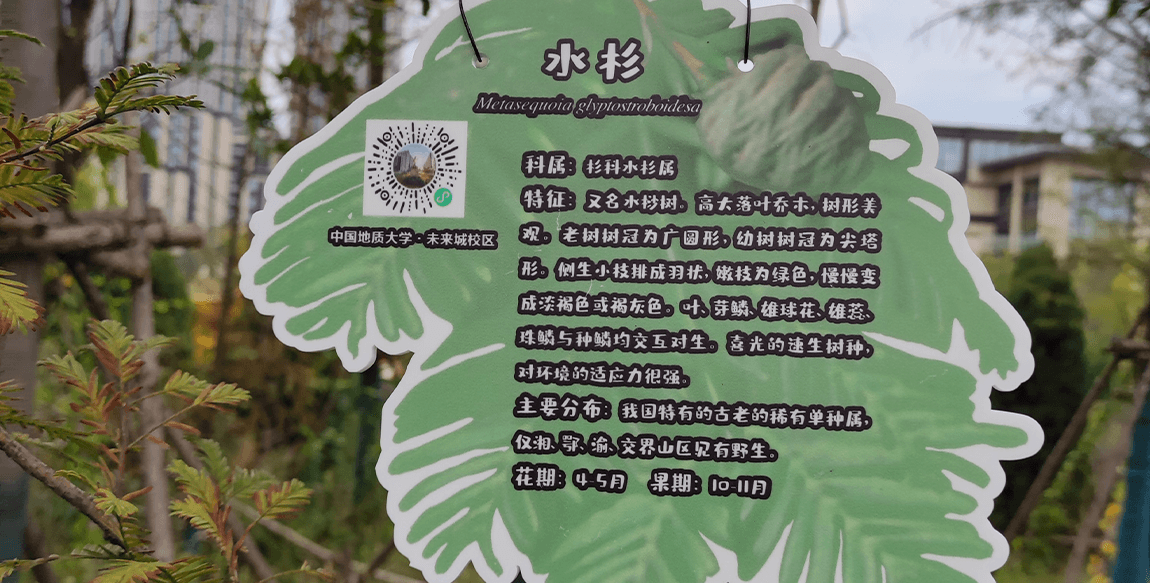 水杉
Metasequoia glyptostroboidesa
中国地质大学·未来城校区
科属：杉科水杉属
特征：又名水桫树。高大落叶乔木，树形美
观。老树树冠为广圆形，幼树树冠为尖塔
形。侧生小枝排成羽状，嫩枝为绿色，慢慢变
成淡褐色或褐灰色。叶、芽鳞、雄球花、雄蕊、
珠鳞与种鳞均交互对生。喜光的速生树种，
对环境的适应力很强。
主要分布：我国特有的古老的稀有单种属，
仅湘、鄂、渝、交界山区见有野生。
花期：4-5月 果期：10-11月